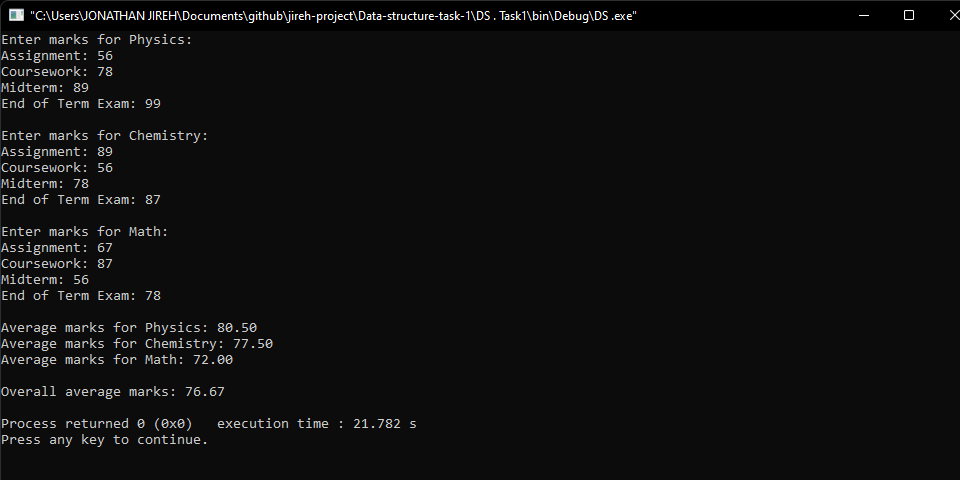 "C:\Users\JONATHAN JIREH\Documents\github\jireh-project\Data-structure-task-1\DS . Task1\bin\Debug\DS .exe"
Enter marks for Physics:
Assignment: 56
Coursework: 78
Midterm: 89
End of Term Exam: 99
Enter marks for Chemistry:
Assignment: 89
Coursework: 56
Midterm: 78
End of Term Exam: 87
Enter marks for Math:
Assignment: 67
Coursework: 87
Midterm: 56
End of Term Exam: 78
Average marks for Physics: 80.50
Average marks for Chemistry: 77.50
Average marks for Math: 72.00
Overall average marks: 76.67
Process returned 0 (0x0)   execution time : 21.782 s
Press any key to continue.